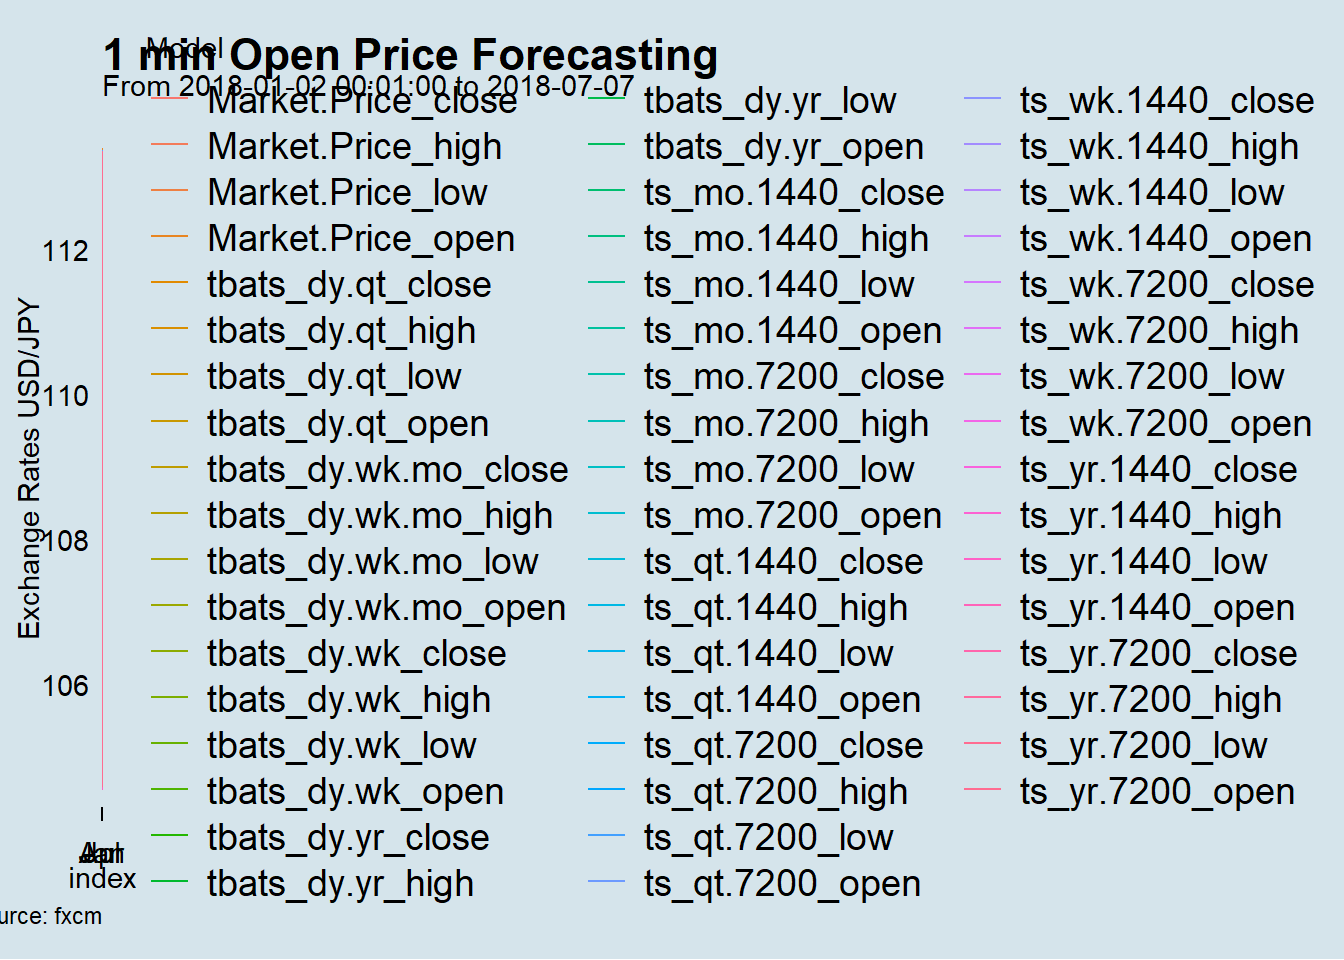 Model
1 min Open Price Forecasting
From 2018-01-02 00:01:00 to 2018-07-07
Market.Price_close
Market.Price_high
Market.Price_low
Market.Price_open
tbats_dy.qt_close
tbats_dy.qt_high
tbats_dy.qt_low
tbats_dy.qt_open
tbats_dy.wk.mo_close
tbats_dy.wk.mo_high
tbats_dy.wk.mo_low
tbats_dy.wk.mo_open
tbats_dy.wk_close
tbats_dy.wk_high
tbats_dy.wk_low
tbats_dy.wk_open
tbats_dy.yr_close
tbats_dy.yr_high
tbats_dy.yr_low
tbats_dy.yr_open
ts_mo.1440_close
ts_mo.1440_high
ts_mo.1440_low
ts_mo.1440_open
ts_mo.7200_close
ts_mo.7200_high
ts_mo.7200_low
ts_mo.7200_open
ts_qt.1440_close
ts_qt.1440_high
ts_qt.1440_low
ts_qt.1440_open
ts_qt.7200_close
ts_qt.7200_high
ts_qt.7200_low
ts_qt.7200_open
ts_wk.1440_close
ts_wk.1440_high
ts_wk.1440_low
ts_wk.1440_open
ts_wk.7200_close
ts_wk.7200_high
ts_wk.7200_low
ts_wk.7200_open
ts_yr.1440_close
ts_yr.1440_high
ts_yr.1440_low
ts_yr.1440_open
ts_yr.7200_close
ts_yr.7200_high
ts_yr.7200_low
ts_yr.7200_open
Exchange Rates USD/JPY
112
110
108
106
index
urce: fxcm